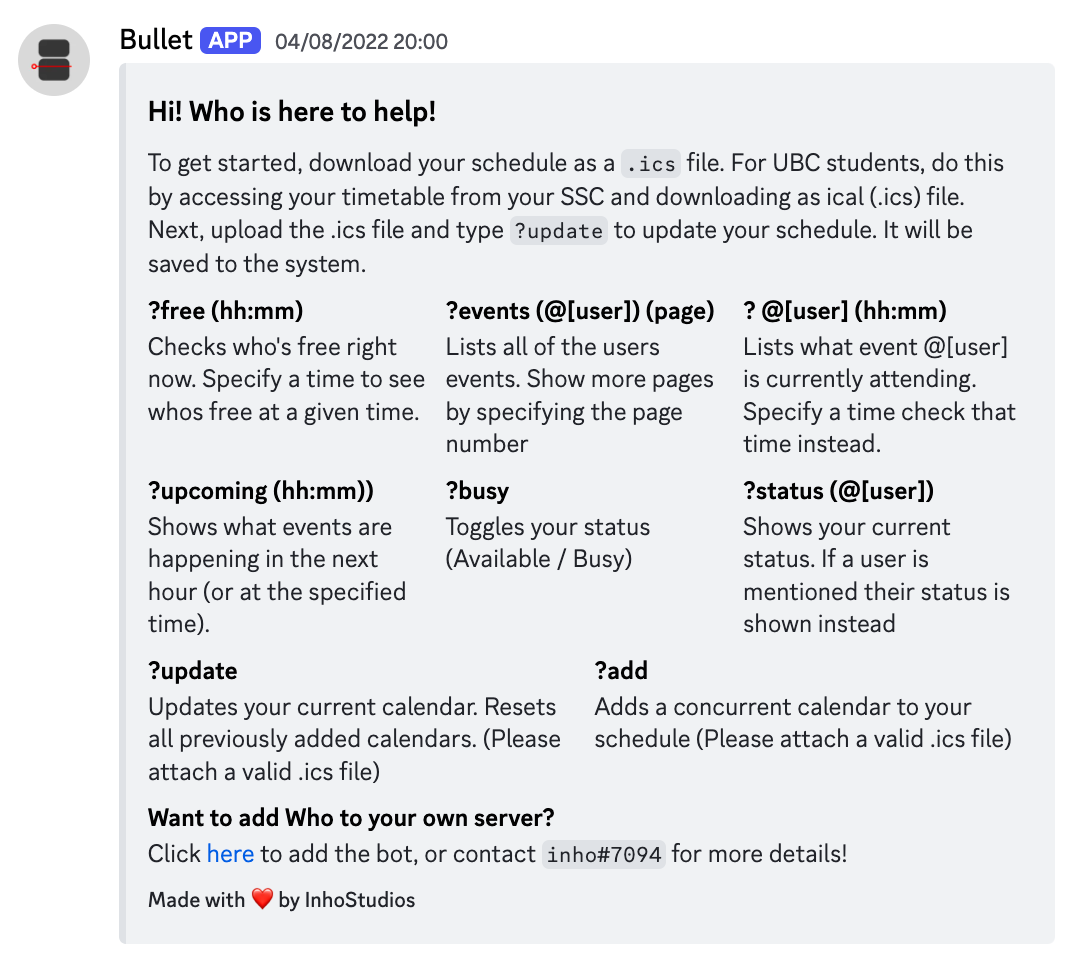 Bullet APP 04/08/2022 20:00
Hi! Who is here to help!
To get started, download your schedule as a .ics file. For UBC students, do this
by accessing your timetable from your SSC and downloading as ical (.ics) file.
Next, upload the .ics file and type ?update to update your schedule. It will be
saved to the system.
?free (hh:mm)
Checks who's free right
now. Specify a time to see
whos free at a given time.
?events (@[user]) (page)
Lists all of the users
events. Show more pages
by specifying the page
number
? @[user] (hh:mm)
Lists what event @[user]
is currently attending.
Specify a time check that
time instead.
?upcoming (hh:mm))
Shows what events are
happening in the next
hour (or at the specified
time).
?busy
Toggles your status
(Available / Busy)
?status (@[user])
Shows your current
status. If a user is
mentioned their status is
shown instead
?update
Updates your current calendar. Resets
all previously added calendars. (Please
attach a valid .ics file)
?add
Adds a concurrent calendar to your
schedule (Please attach a valid .ics file)
Want to add Who to your own server?
Click here to add the bot, or contact inho#7094 for more details!
Made with ❤️ by InhoStudios